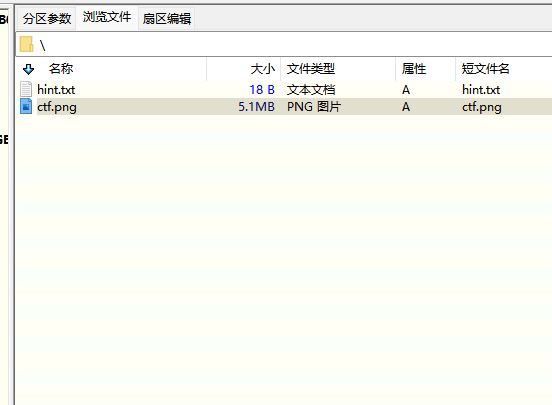 分区参数 浏览文件 扇区编辑
\
名称 大小 文件类型 属性 短文件名
hint.txt 18 B 文本文档 A hint.txt
ctf.png 5.1MB PNG 图片 A ctf.png